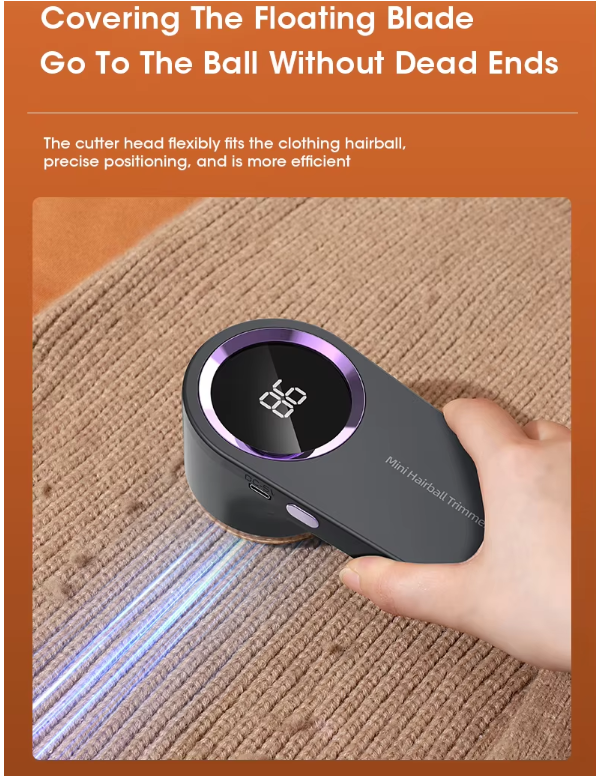 Covering The Floating Blade
Go To The Ball Without Dead Ends
The cutter head flexibly fits the clothing hairball,
precise positioning, and is more efficient
Mini Hairball Trimme